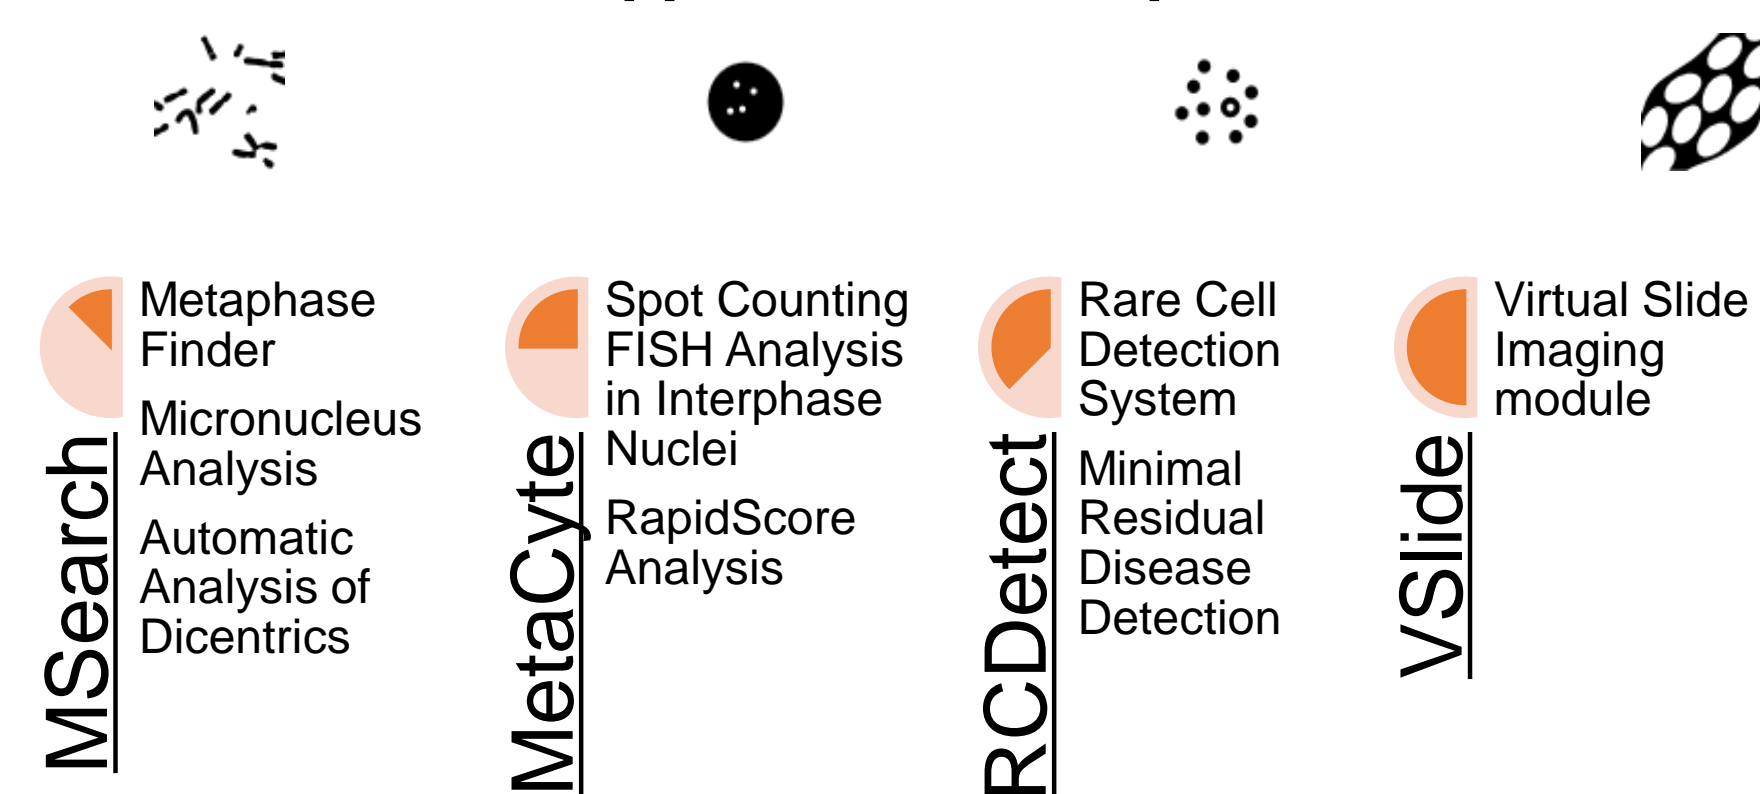 MSearch
Metaphase
Finder
Micronucleus
Analysis
Automatic
Analysis of
Dicentrics
MetaCyte
Spot Counting
FISH Analysis
in Interphase
Nuclei
RapidScore
Analysis
RCDetect
Rare Cell
Detection
System
Minimal
Residual
Disease
Detection
VSlide
Virtual Slide
Imaging
module